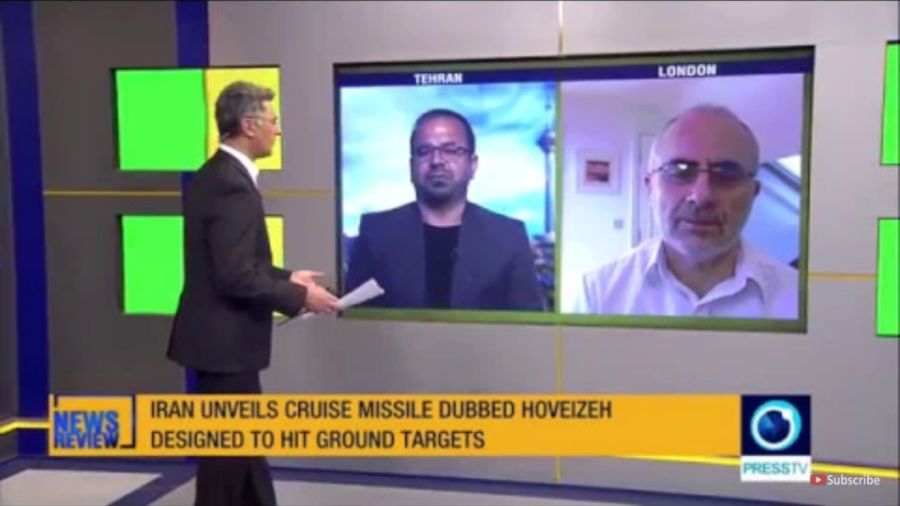 TEHRAN
LONDON
NEWS
REVIEW
IRAN UNVEILS CRUISE MISSILE DUBBED HOVEIZEH
DESIGNED TO HIT GROUND TARGETS
PRESSTV
Subscribe